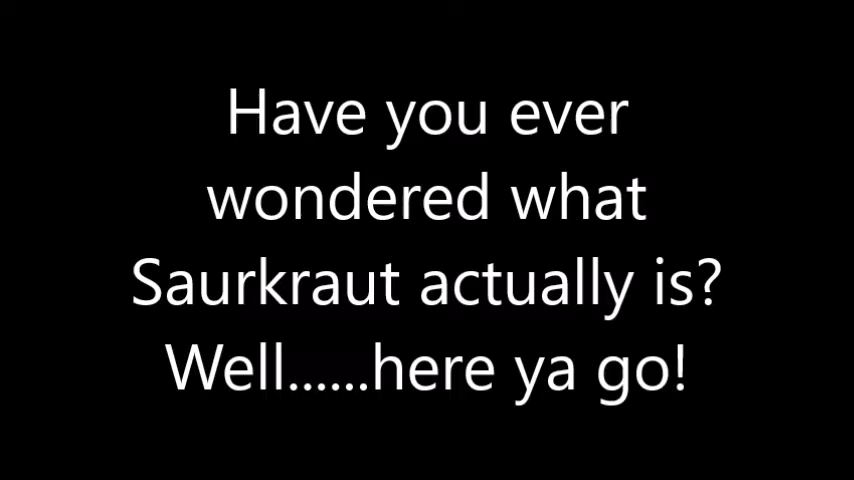 Have you ever
wondered what
Saurkraut actually is?
Well......here ya go!